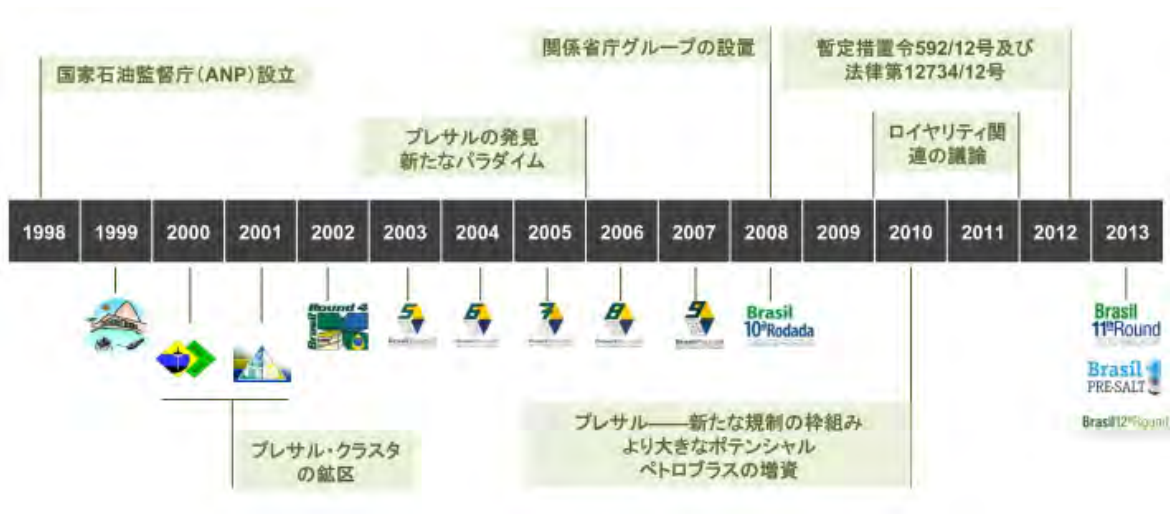 関係省庁グループの設置
暫定措置令592/12号及び
法律第12734/12号
国家石油監督庁(ANP)設立
プレサルの発見
新たなパラダイム
ロイヤリティ関
連の議論
1998 1999 2000 2001 2002 2003 2004 2005 2006 2007 2008 2009 2010 2011 2012 2013
Brasil Round 4
5
6
7
8
9
Brasil
10ªRodada
Brasil
11thRound
Brasil 1
PRE-SALT
Brasil12thRound
プレサル・クラスタ
の鉱区
プレサル――新たな規制の枠組み
より大きなポテンシャル
ペトロブラスの増資